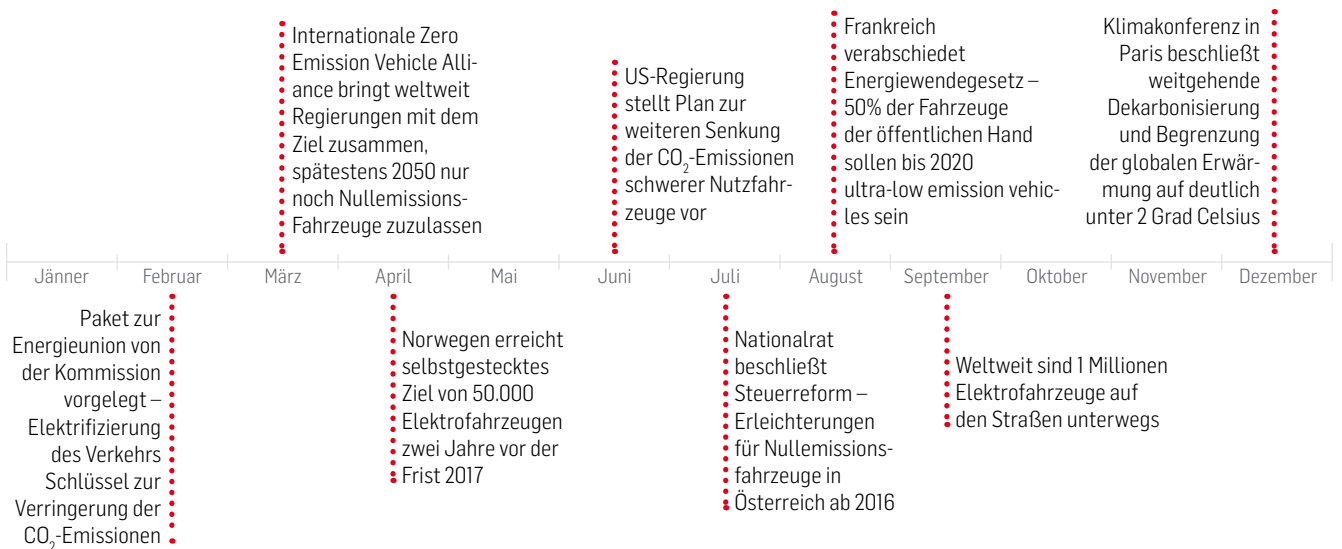 Internationale Zero
Emission Vehicle Alli-
ance bringt weltweit
Regierungen mit dem
Ziel zusammen,
spätestens 2050 nur
noch Nullemissions-
Fahrzeuge zuzulassen
US-Regierung
stellt Plan zur
weiteren Senkung
der CO₂-Emissionen
schwerer Nutzfahr-
zeuge vor
Frankreich
verabschiedet
Energiewendegesetz –
50% der Fahrzeuge
der öffentlichen Hand
sollen bis 2020
ultra-low emission vehic-
les sein
Klimakonferenz in
Paris beschließt
weitgehende
Dekarbonisierung
und Begrenzung
der globalen Erwär-
mung auf deutlich
unter 2 Grad Celsius
Jänner Februar März April Mai Juni Juli August September Oktober November Dezember
Paket zur
Energieunion von
der Kommission
vorgelegt –
Elektrifizierung
des Verkehrs
Schlüssel zur
Verringerung der
CO₂-Emissionen
Norwegen erreicht
selbstgestecktes
Ziel von 50.000
Elektrofahrzeugen
zwei Jahre vor der
Frist 2017
Nationalrat
beschließt
Steuerreform –
Erleichterungen
für Nullemissions-
fahrzeuge in
Österreich ab 2016
Weltweit sind 1 Millionen
Elektrofahrzeuge auf
den Straßen unterwegs